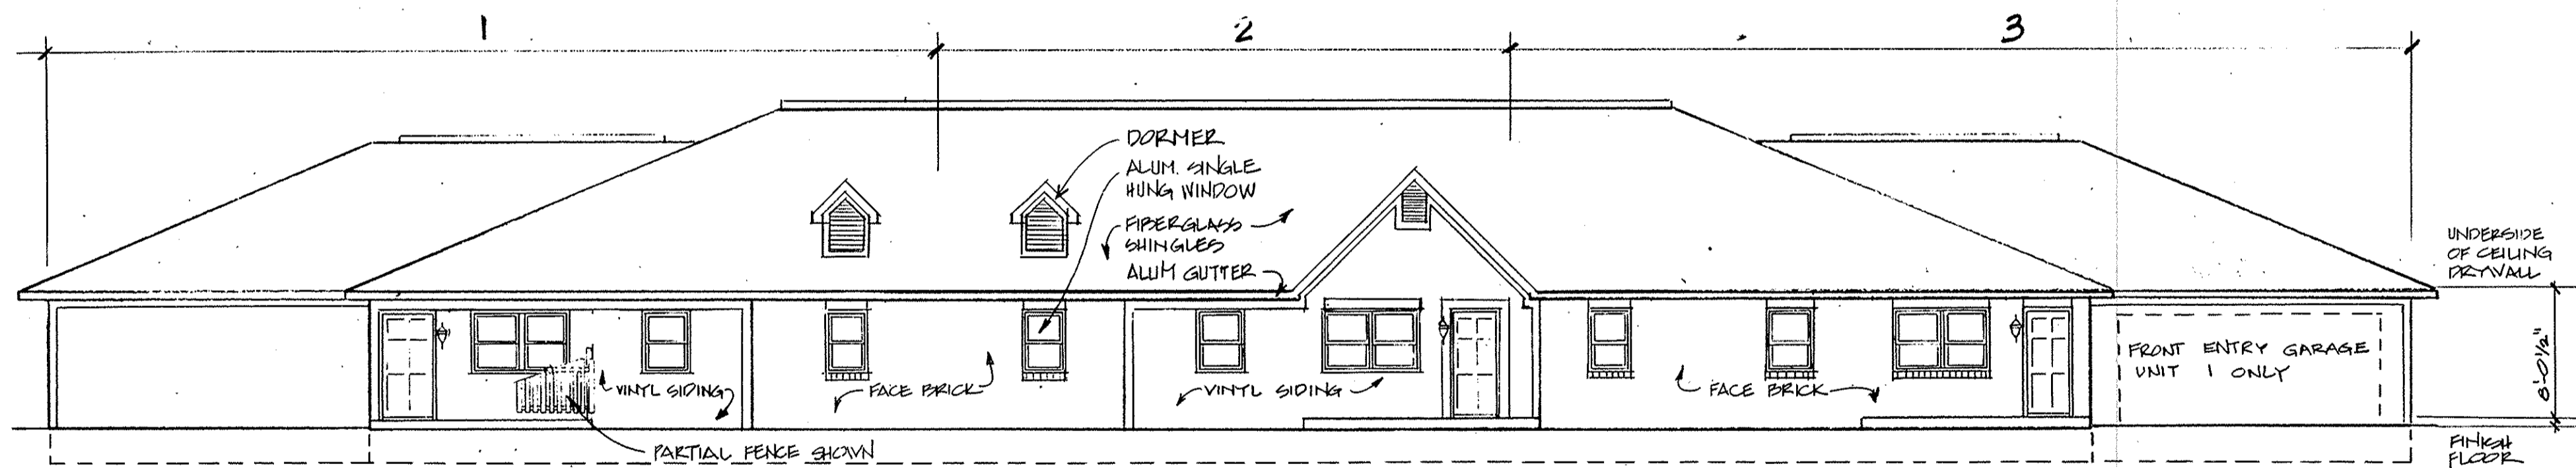 1
2
3
DORMER
ALUM. SINGLE
HUNG WINDOW
FIBERGLASS
SHINGLES
ALUM GUTTER
UNDERSIDE
OF CEILING
DRYWALL
8'-0 1/2"
FINISH
FLOOR
VINYL SIDING
FACE BRICK
VINYL SIDING
FACE BRICK
FRONT ENTRY GARAGE
UNIT 1 ONLY
PARTIAL FENCE SHOWN